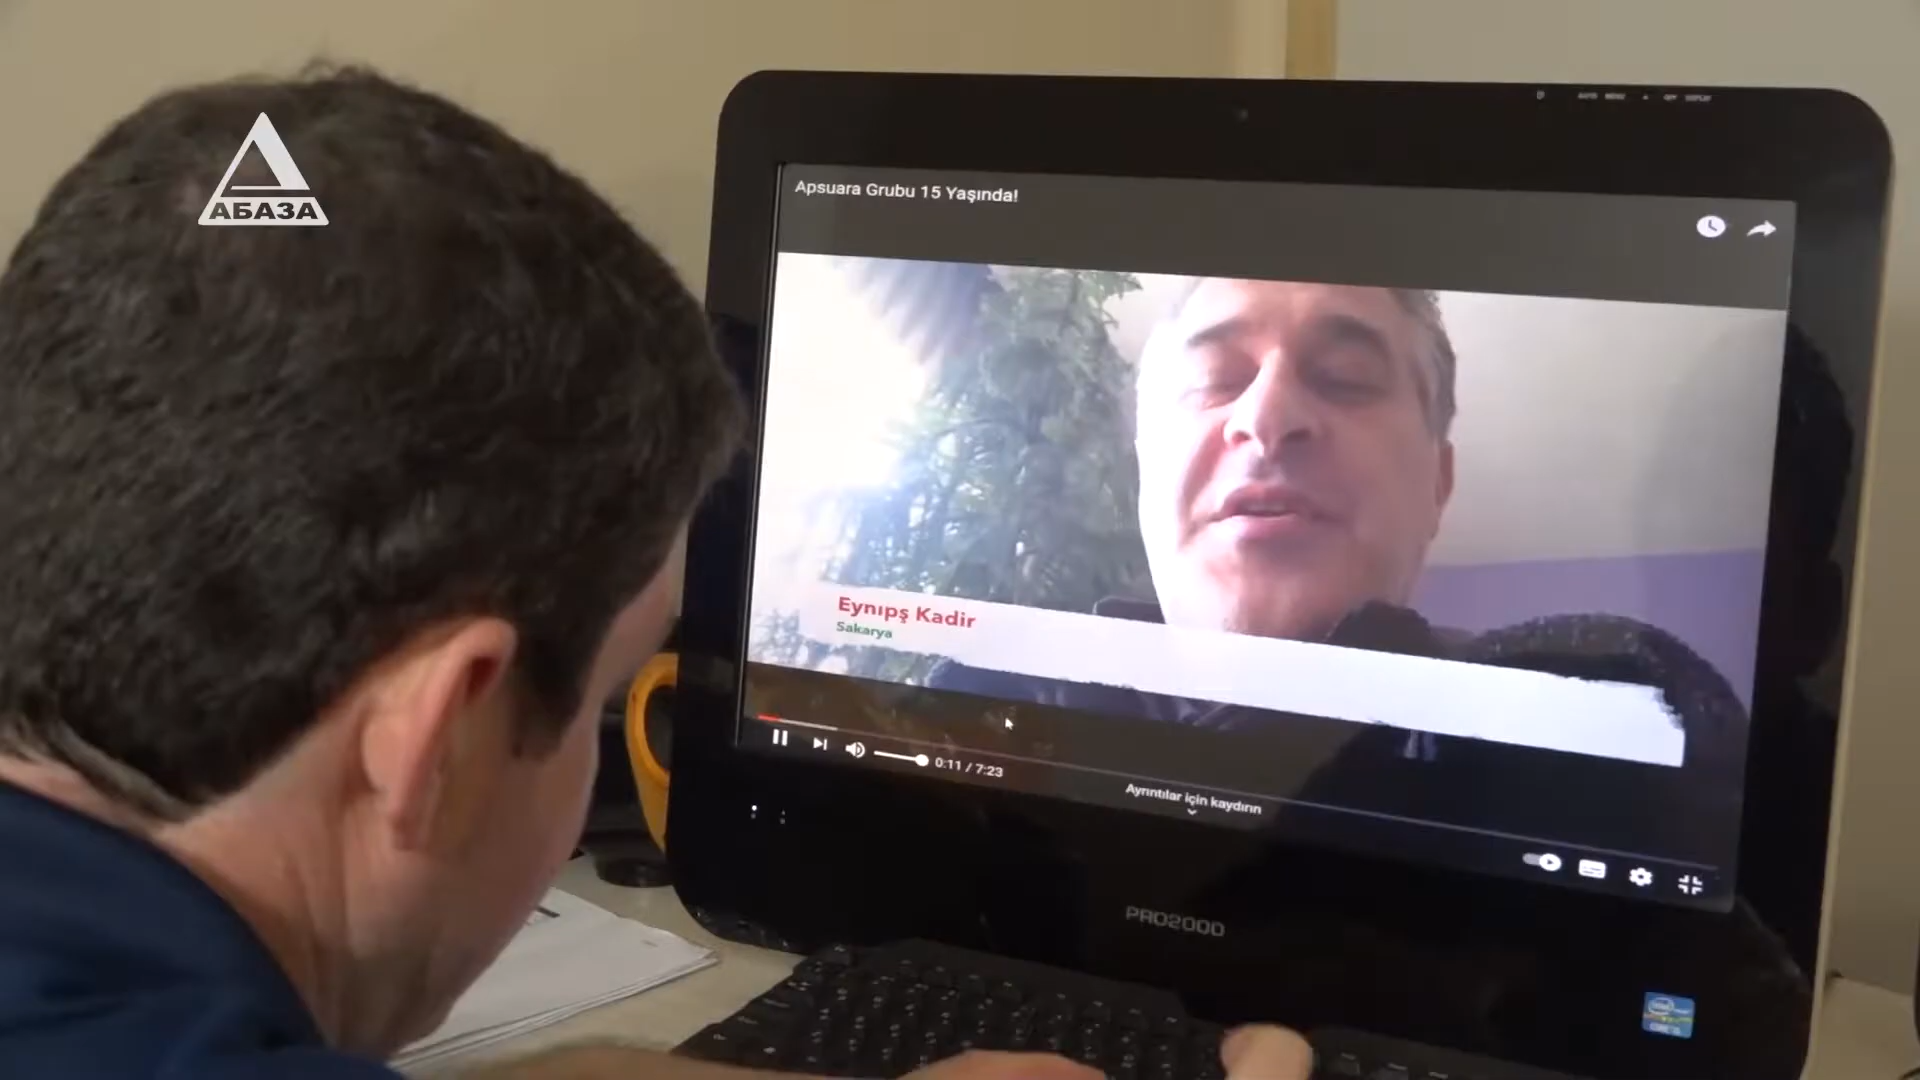 АБАЗА
Apsuara Grubu 15 Yaşında!
Eynıpş Kadir
Sakarya
0:11 / 7:23
Ayrıntılar için kaydırın
PRO2000